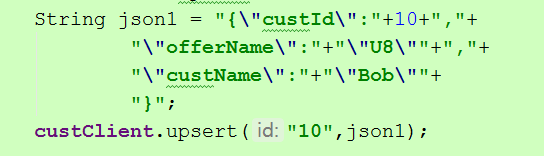 String json1 = "{\"custId\":"+10+","+
"\"offerName\":"+"\"U8\""+","+
"\"custName\":"+"\"Bob\""+
"}";
custClient.upsert( id: "10",json1);